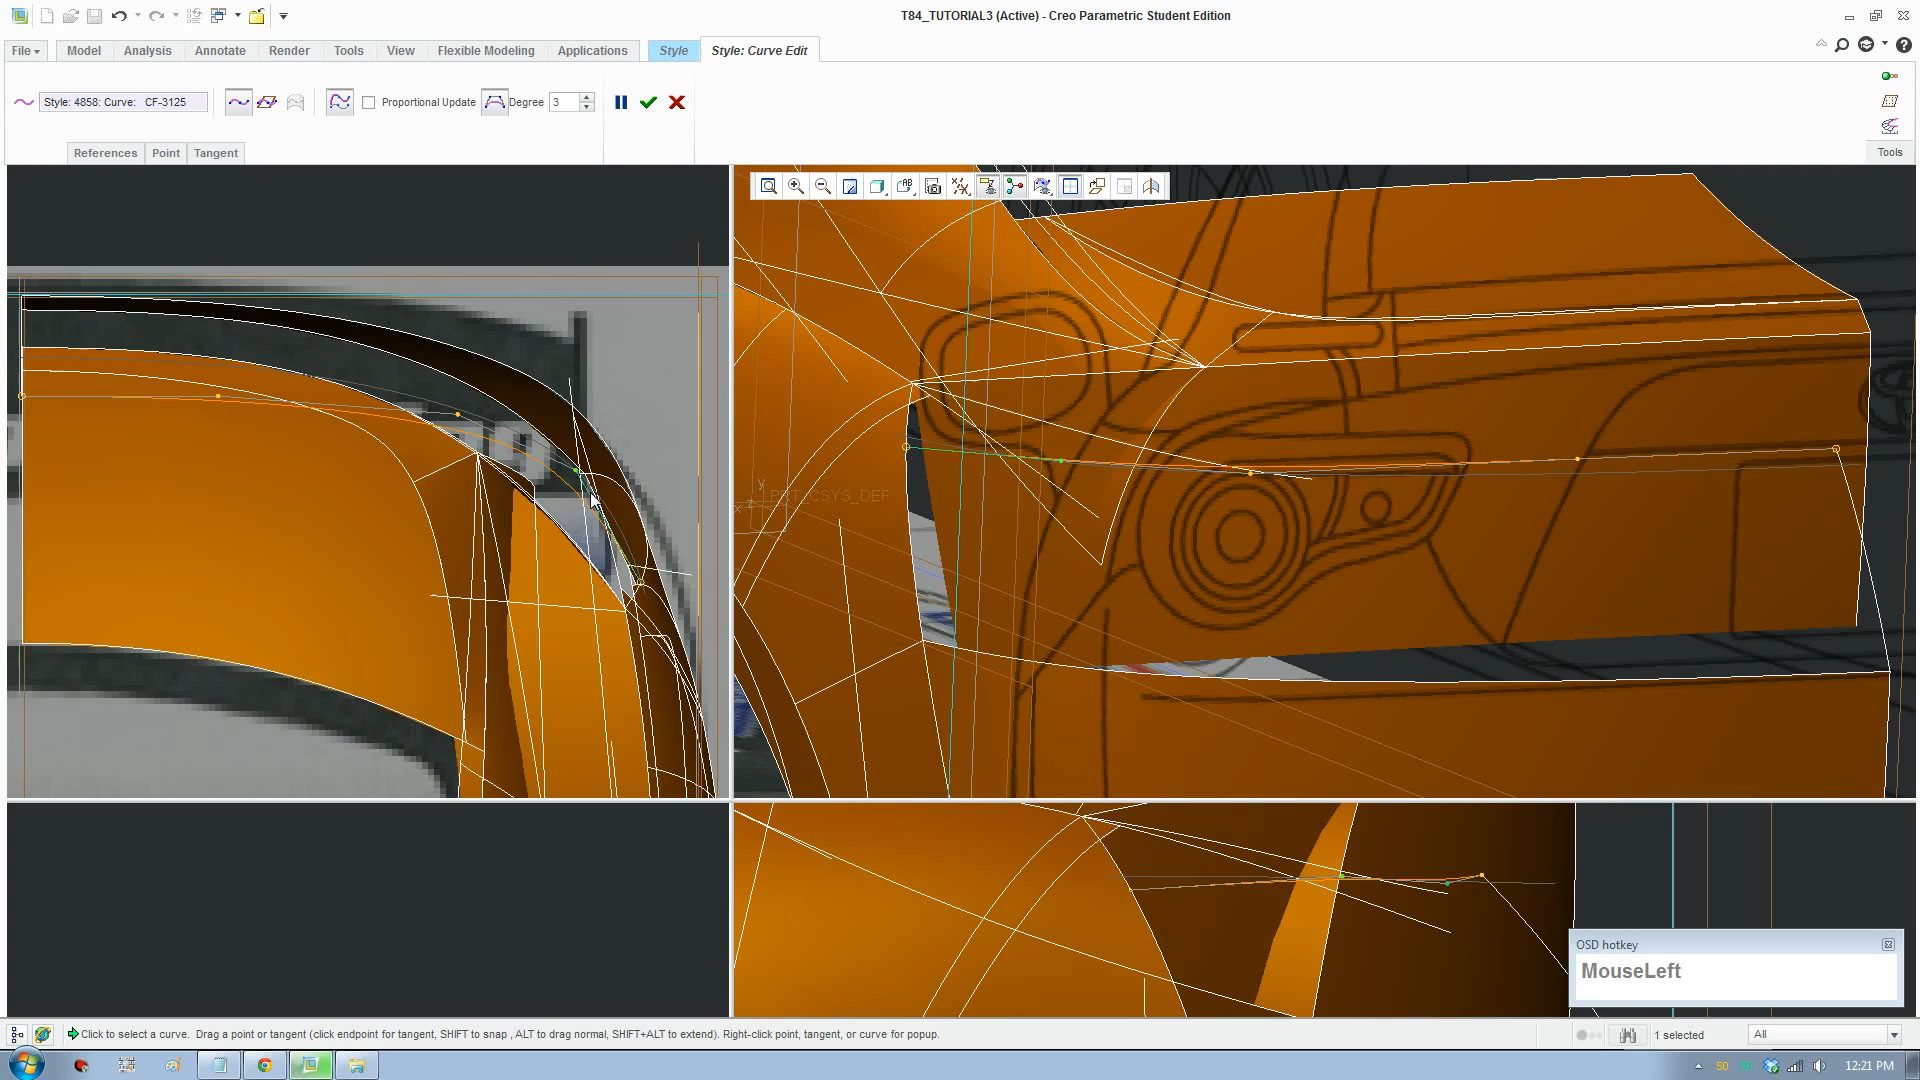 T84_TUTORIAL3 (Active) - Creo Parametric Student Edition
File Model Analysis Annotate Render Tools View Flexible Modeling Applications Style Style: Curve Edit
Style: 4858: Curve: CF-3125 Proportional Update Degree 3
References Point Tangent Tools
OSD hotkey
MouseLeft
Click to select a curve. Drag a point or tangent (click endpoint for tangent, SHIFT to snap , ALT to drag normal, SHIFT+ALT to extend). Right-click point, tangent, or curve for popup. 1 selected All
50 12:21 PM